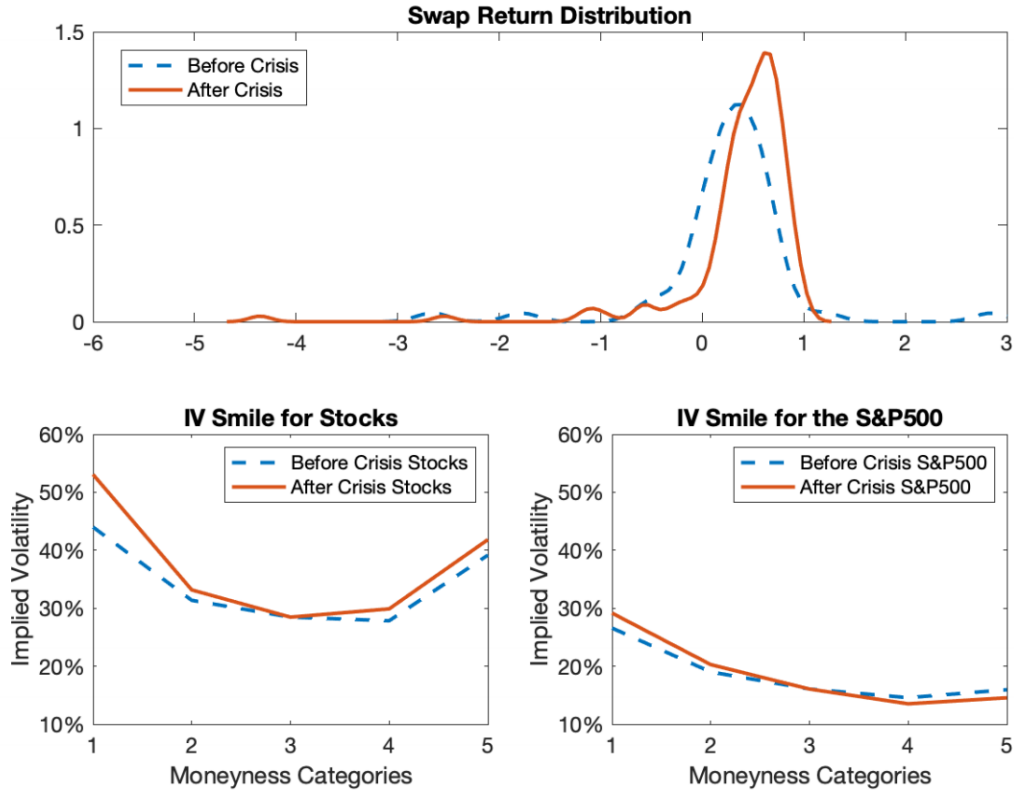 Swap Return Distribution
1.5
1
0.5
0
Before Crisis
After Crisis
-6 -5 -4 -3 -2 -1 0 1 2 3
IV Smile for Stocks
60%
50%
40%
30%
20%
10%
Implied Volatility
Before Crisis Stocks
After Crisis Stocks
1 2 3 4 5
Moneyness Categories
IV Smile for the S&P500
60%
50%
40%
30%
20%
10%
Implied Volatility
Before Crisis S&P500
After Crisis S&P500
1 2 3 4 5
Moneyness Categories